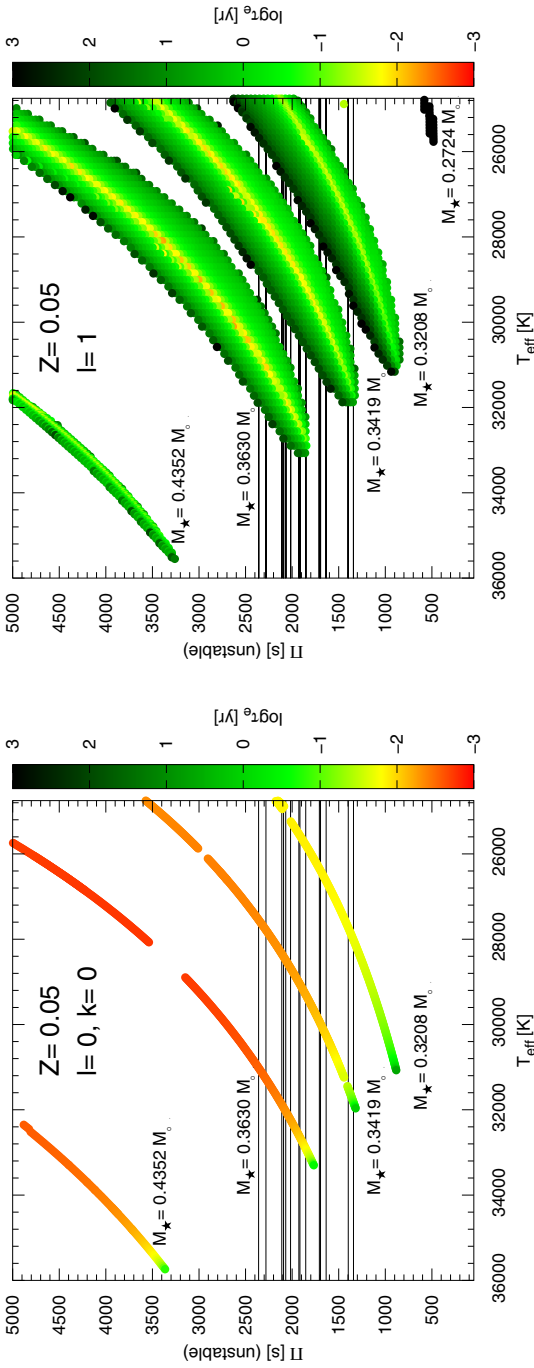 Z= 0.05
l= 0, k= 0
M★= 0.4352 M○
M★= 0.3630 M○
M★= 0.3419 M○
M★= 0.3208 M○
5000
4500
4000
3500
3000
2500
2000
1500
1000
500
Π [s] (unstable)
36000 34000 32000 30000 28000 26000
Teff [K]
3
2
1
0
−1
−2
−3
logτe [yr]
Z= 0.05
l= 1
M★= 0.4352 M○
M★= 0.3630 M○
M★= 0.3419 M○
M★= 0.3208 M○
M★= 0.2724 M○
5000
4500
4000
3500
3000
2500
2000
1500
1000
500
Π [s] (unstable)
36000 34000 32000 30000 28000 26000
Teff [K]
3
2
1
0
−1
−2
−3
logτe [yr]